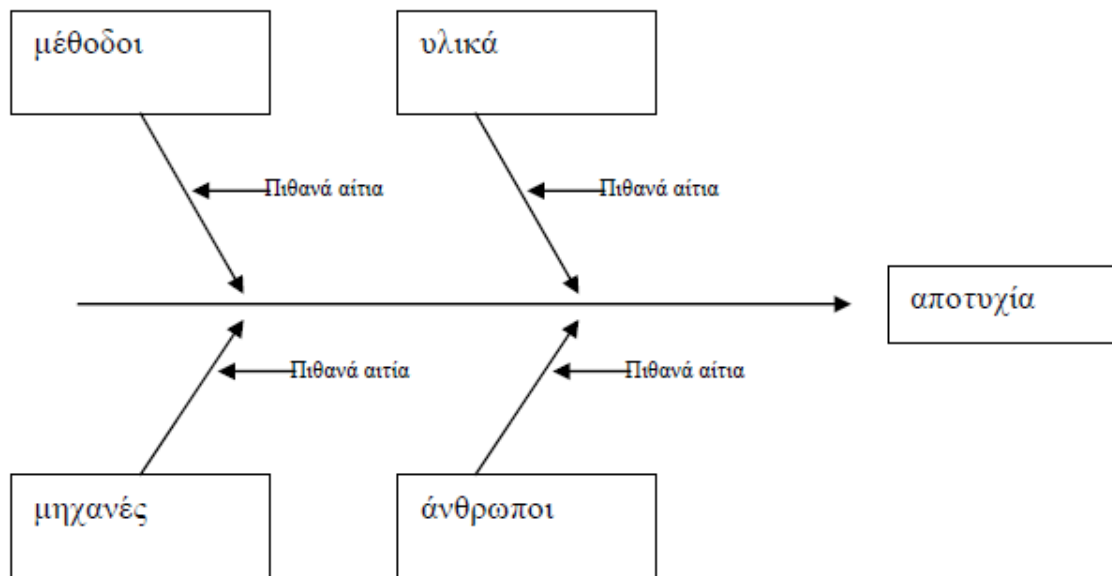 μέθοδοι
υλικά
Πιθανά αίτια
Πιθανά αίτια
αποτυχία
Πιθανά αιτία
Πιθανά αίτια
μηχανές
άνθρωποι